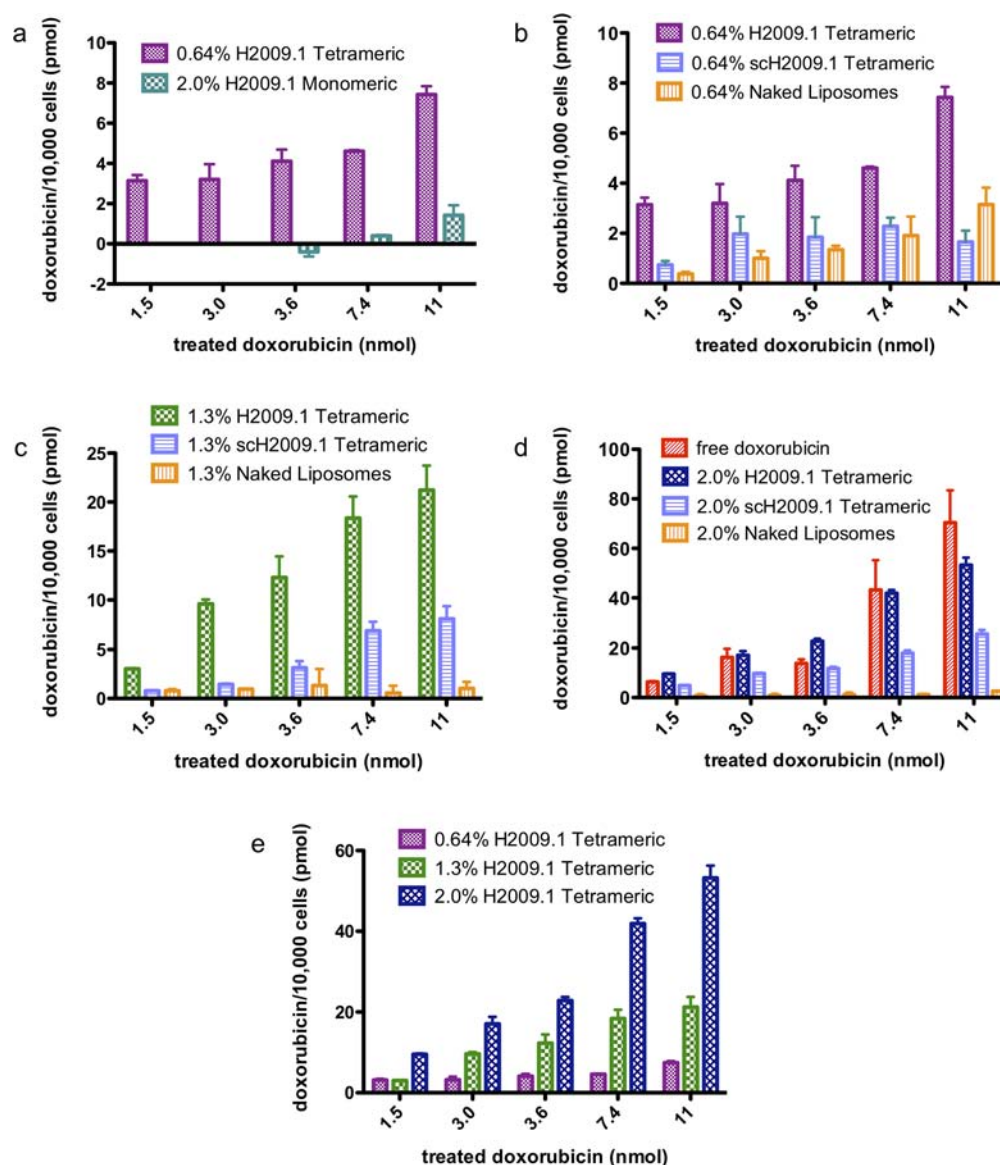 a
0.64% H2009.1 Tetrameric
2.0% H2009.1 Monomeric
doxorubicin/10,000 cells (pmol)
10
8
6
4
2
0
-2
1.5
3.0
3.6
7.4
11
treated doxorubicin (nmol)
b
0.64% H2009.1 Tetrameric
0.64% scH2009.1 Tetrameric
0.64% Naked Liposomes
doxorubicin/10,000 cells (pmol)
10
8
6
4
2
0
1.5
3.0
3.6
7.4
11
treated doxorubicin (nmol)
c
1.3% H2009.1 Tetrameric
1.3% scH2009.1 Tetrameric
1.3% Naked Liposomes
doxorubicin/10,000 cells (pmol)
25
20
15
10
5
0
1.5
3.0
3.6
7.4
11
treated doxorubicin (nmol)
d
free doxorubicin
2.0% H2009.1 Tetrameric
2.0% scH2009.1 Tetrameric
2.0% Naked Liposomes
doxorubicin/10,000 cells (pmol)
100
80
60
40
20
0
1.5
3.0
3.6
7.4
11
treated doxorubicin (nmol)
e
0.64% H2009.1 Tetrameric
1.3% H2009.1 Tetrameric
2.0% H2009.1 Tetrameric
doxorubicin/10,000 cells (pmol)
60
40
20
0
1.5
3.0
3.6
7.4
11
treated doxorubicin (nmol)